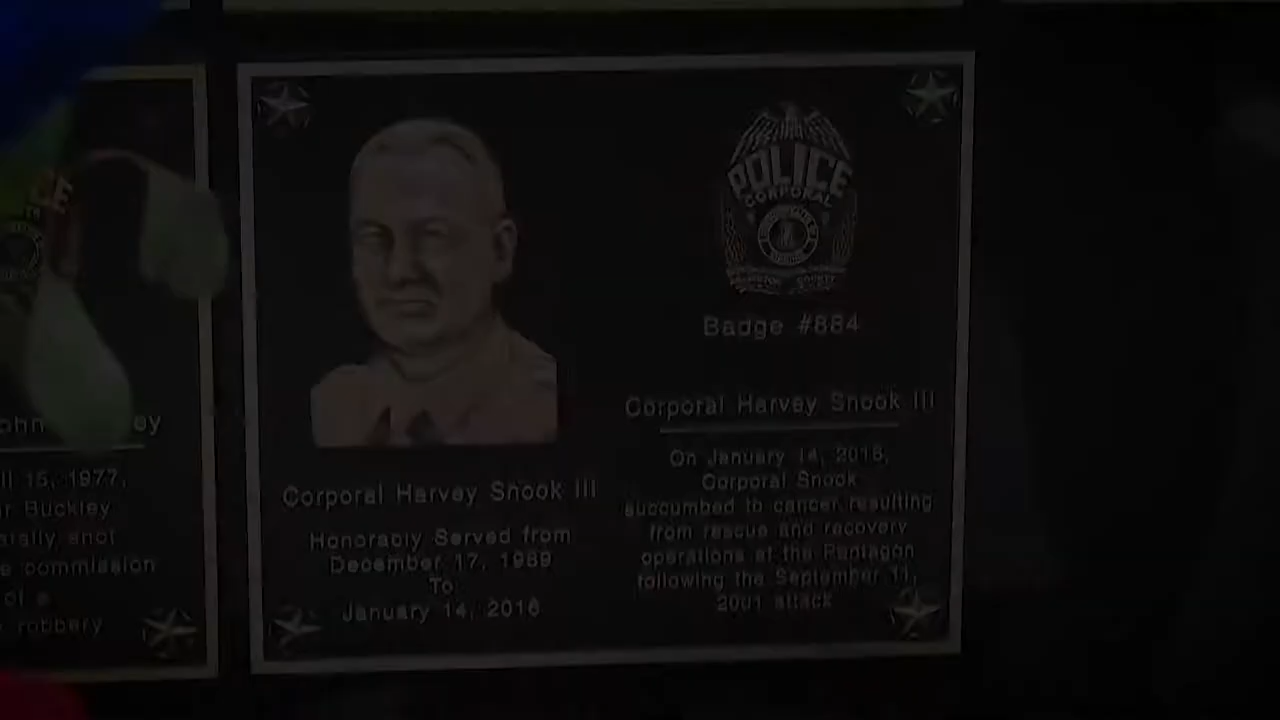 POLICE
CORPORAL
Badge #884
Corporal Harvey Snook III
On January 14, 2016,
Corporal Snook
succumbed to cancer resulting
from rescue and recovery
operations at the Pentagon
following the September 11,
2001 attack
Corporal Harvey Snook III
Honorably Served from
December 17, 1989
To
January 14, 2016
15, 1977,
Buckley
commission
of a
robbery